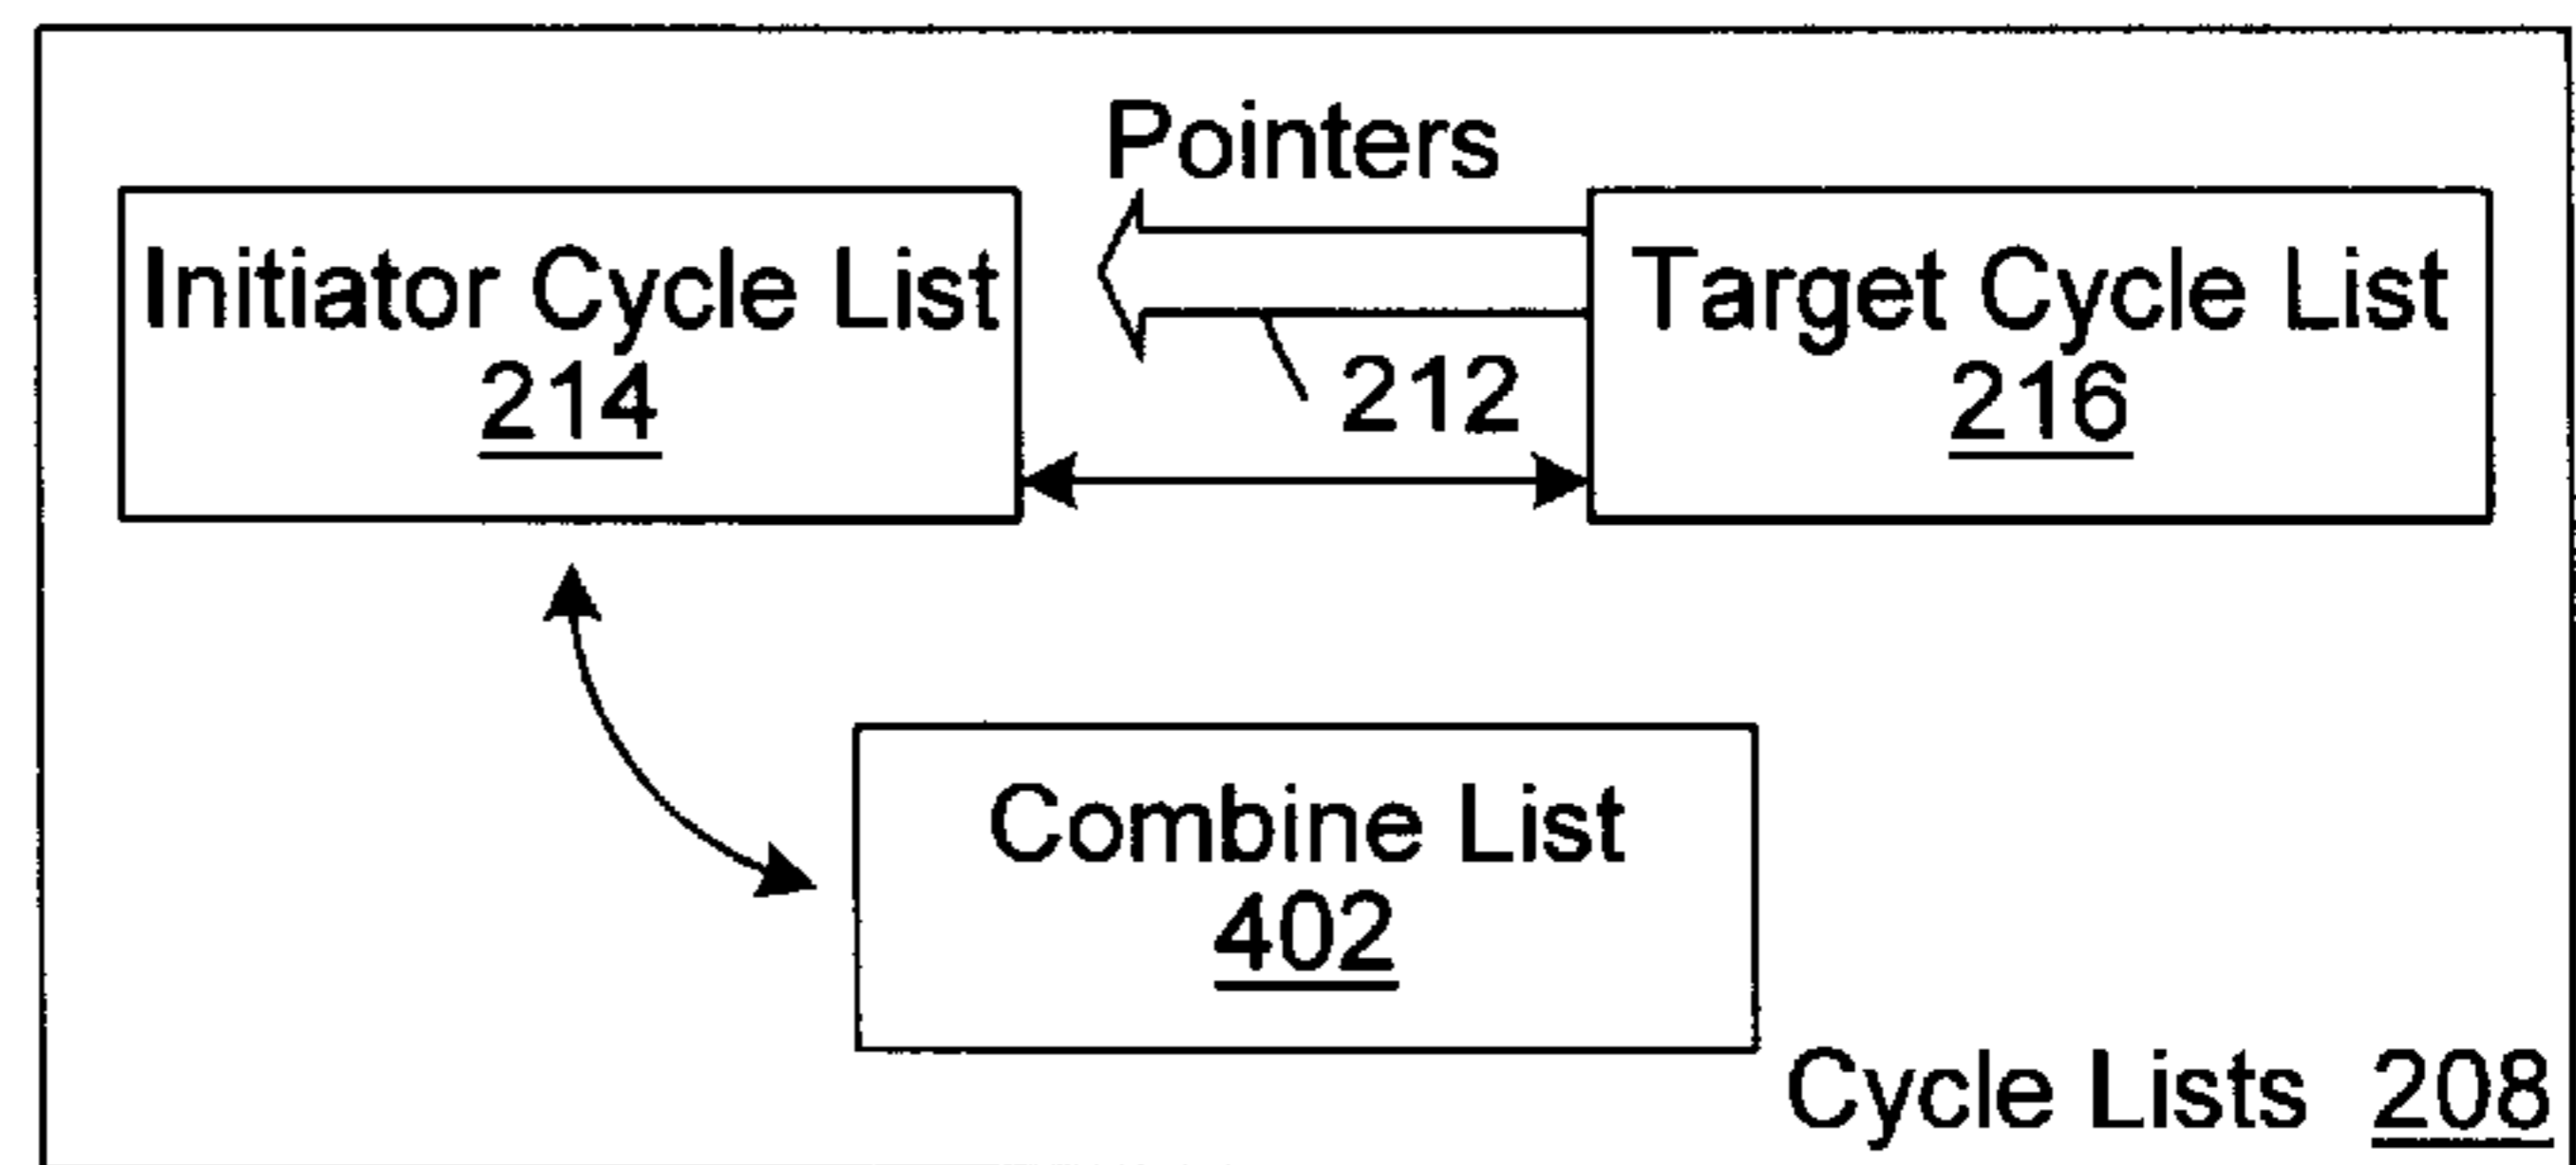 Pointers
Initiator Cycle List
214
212
Target Cycle List
216
Combine List
402
Cycle Lists 208